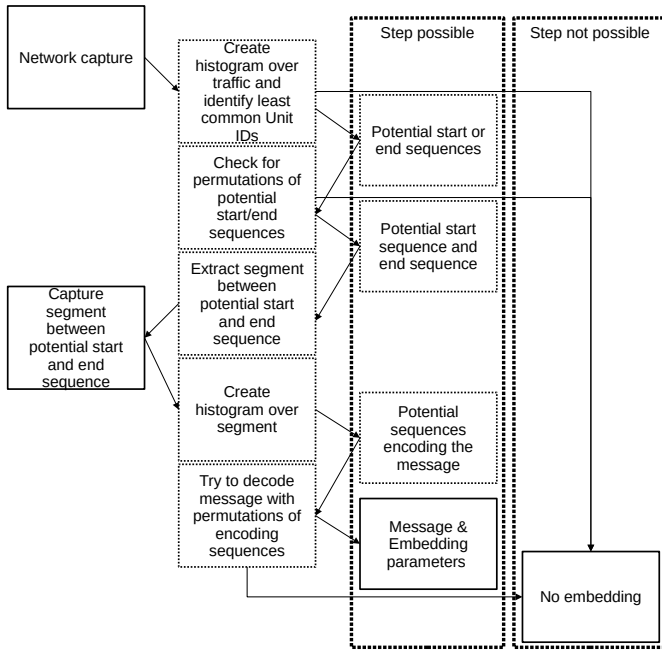 Network capture
Create
histogram over
traffic and
identify least
common Unit
IDs
Step possible
Step not possible
Potential start or
end sequences
Check for
permutations of
potential
start/end
sequences
Potential start
sequence and
end sequence
Extract segment
between
potential start
and end
sequence
Capture
segment
between
potential start
and end
sequence
Create
histogram over
segment
Potential
sequences
encoding the
message
Try to decode
message with
permutations of
encoding
sequences
Message &
Embedding
parameters
No embedding